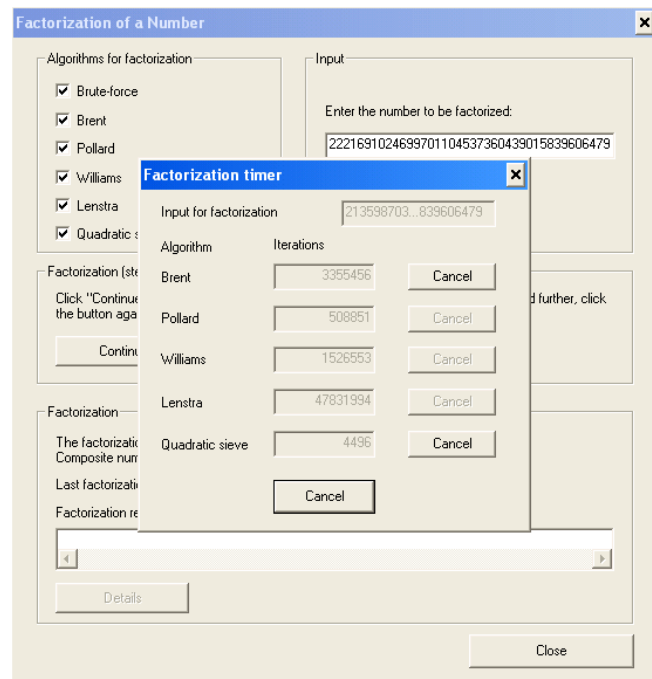 Factorization of a Number
Algorithms for factorization
Brute-force
Brent
Pollard
Williams
Lenstra
Quadratic s
Input
Enter the number to be factorized:
2221691024699701104537360439015839606479
Factorization (ste
Click "Continue
the button aga
d further, click
Continu
Factorization
The factorizatio
Composite num
Last factorizati
Factorization re
Details
Close
Factorization timer
Input for factorization 213598703...839606479
Algorithm Iterations
Brent 3355456 Cancel
Pollard 508851 Cancel
Williams 1526553 Cancel
Lenstra 47831994 Cancel
Quadratic sieve 4496 Cancel
Cancel